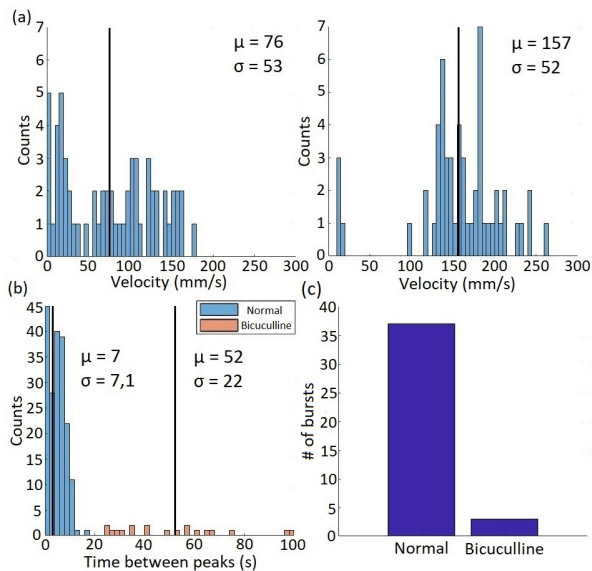 (a)
7
6
5
4
3
2
1
0
Counts
μ = 76
σ = 53
0
50
100
150
200
250
300
Velocity (mm/s)
7
6
5
4
3
2
1
0
Counts
μ = 157
σ = 52
0
50
100
150
200
250
300
Velocity (mm/s)
(b)
45
40
35
30
25
20
15
10
5
0
Counts
Normal
Bicuculline
μ = 7
σ = 7,1
μ = 52
σ = 22
0
20
40
60
80
100
Time between peaks (s)
(c)
40
35
30
25
20
15
10
5
0
# of bursts
Normal
Bicuculline